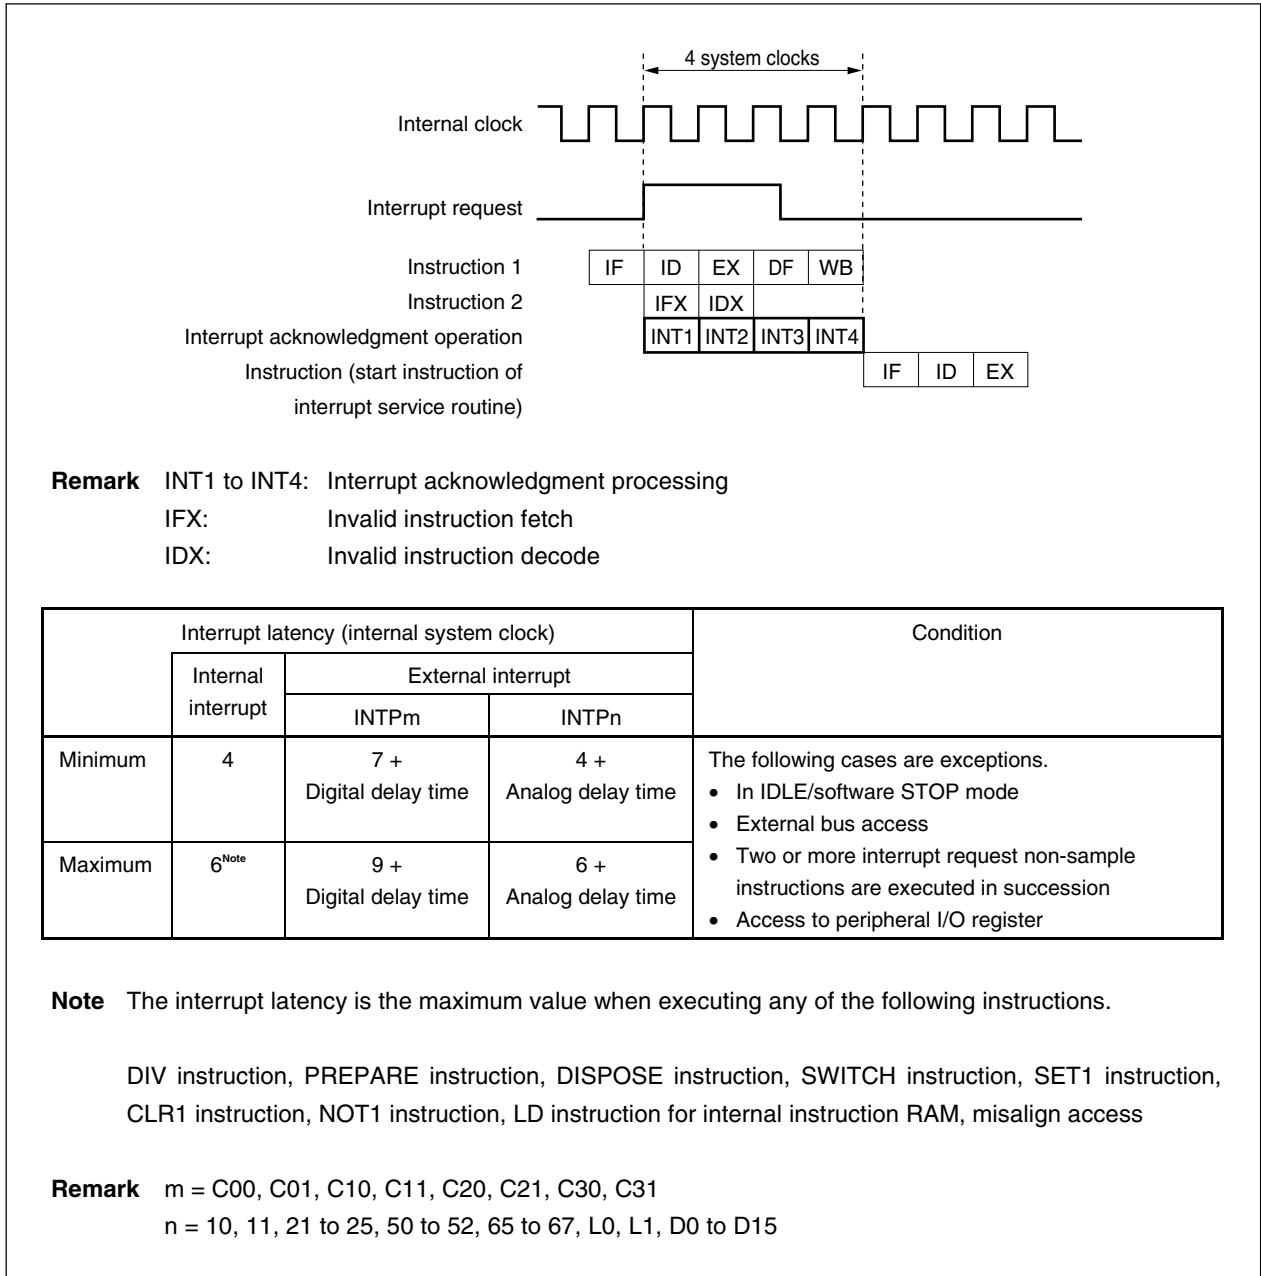 4 system clocks
Internal clock
Interrupt request
Instruction 1 IF ID EX DF WB
Instruction 2 IFX IDX
Interrupt acknowledgment operation INT1 INT2 INT3 INT4
Instruction (start instruction of IF ID EX
interrupt service routine)
Remark INT1 to INT4: Interrupt acknowledgment processing
IFX: Invalid instruction fetch
IDX: Invalid instruction decode
Interrupt latency (internal system clock) Condition
Internal External interrupt
interrupt INTPm INTPn
Minimum 4 7 + 4 + The following cases are exceptions.
Digital delay time Analog delay time • In IDLE/software STOP mode
• External bus access
Maximum 6Note 9 + 6 + • Two or more interrupt request non-sample
Digital delay time Analog delay time instructions are executed in succession
• Access to peripheral I/O register
Note The interrupt latency is the maximum value when executing any of the following instructions.
DIV instruction, PREPARE instruction, DISPOSE instruction, SWITCH instruction, SET1 instruction,
CLR1 instruction, NOT1 instruction, LD instruction for internal instruction RAM, misalign access
Remark m = C00, C01, C10, C11, C20, C21, C30, C31
n = 10, 11, 21 to 25, 50 to 52, 65 to 67, L0, L1, D0 to D15